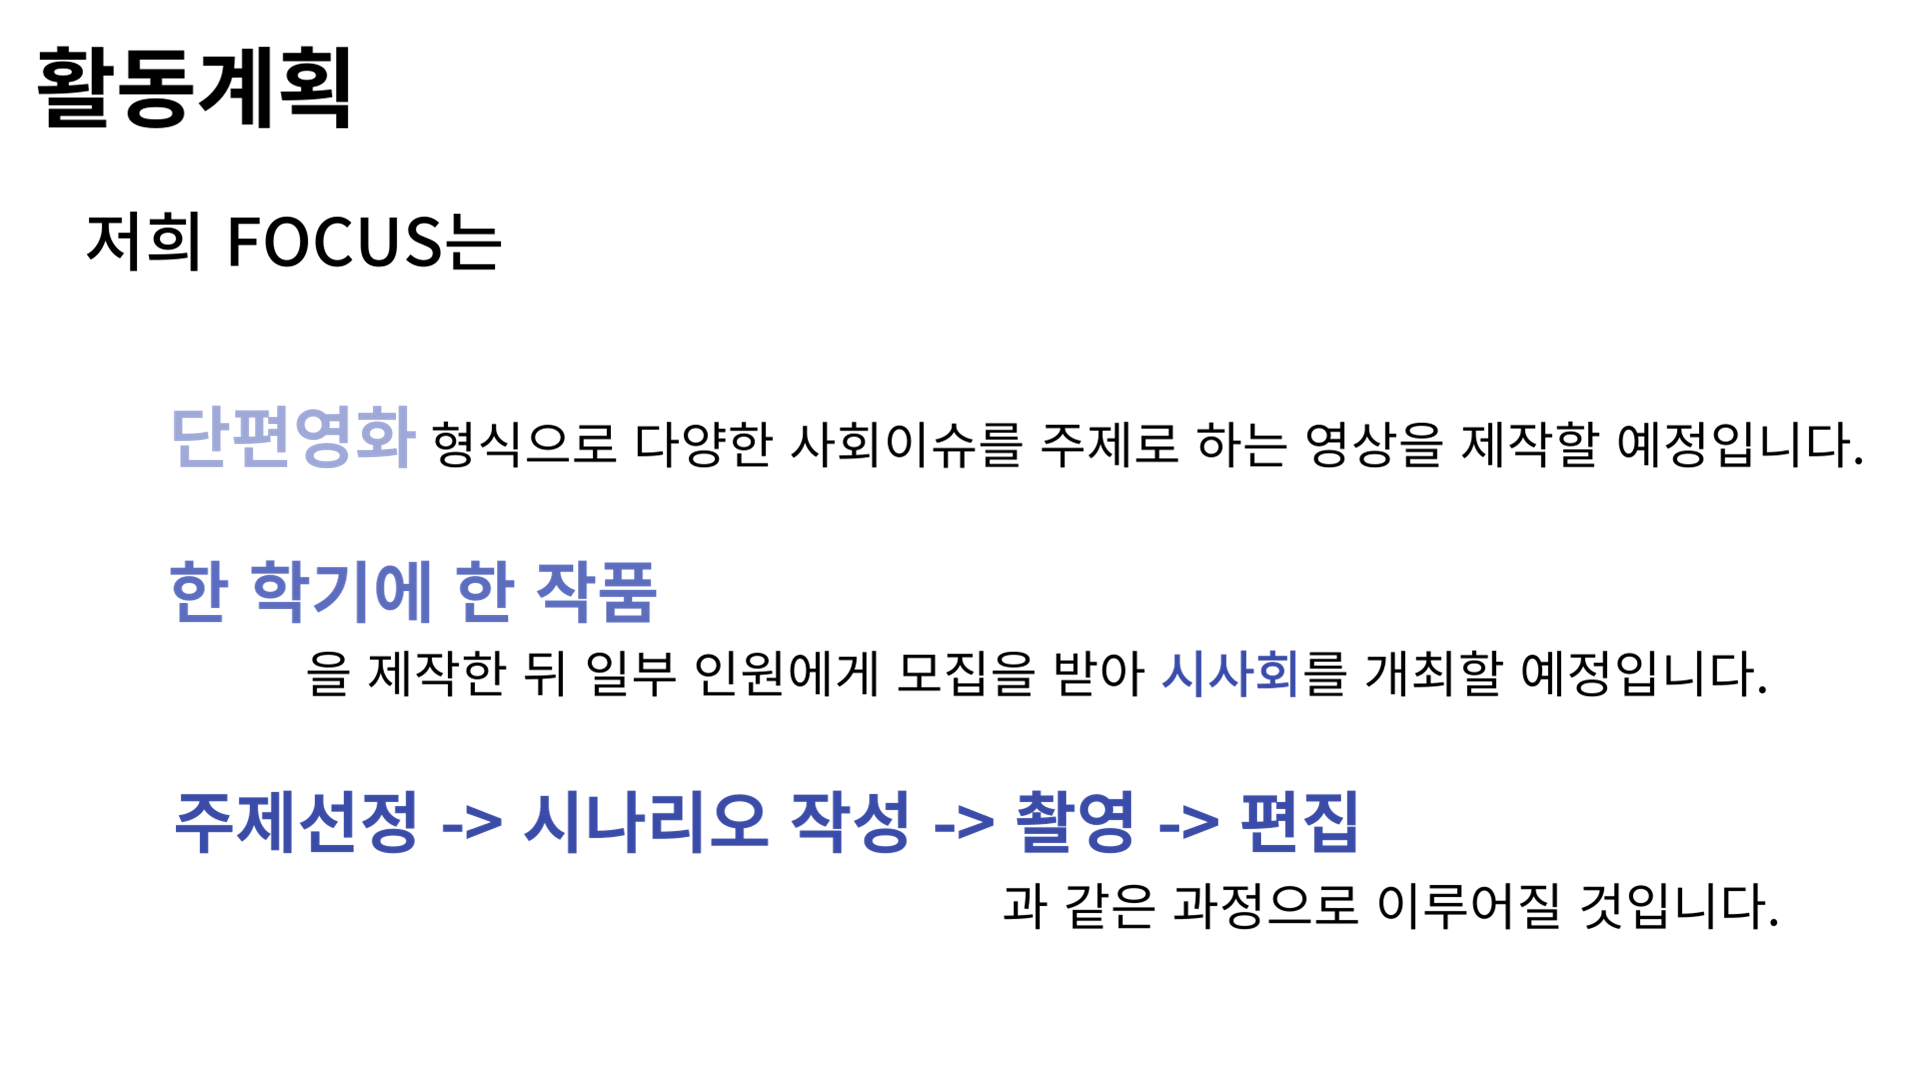 활동계획
저희 FOCUS는
단편영화 형식으로 다양한 사회이슈를 주제로 하는 영상을 제작할 예정입니다.
한 학기에 한 작품
을 제작한 뒤 일부 인원에게 모집을 받아 시사회를 개최할 예정입니다.
주제선정 -> 시나리오 작성 -> 촬영 -> 편집
과 같은 과정으로 이루어질 것입니다.